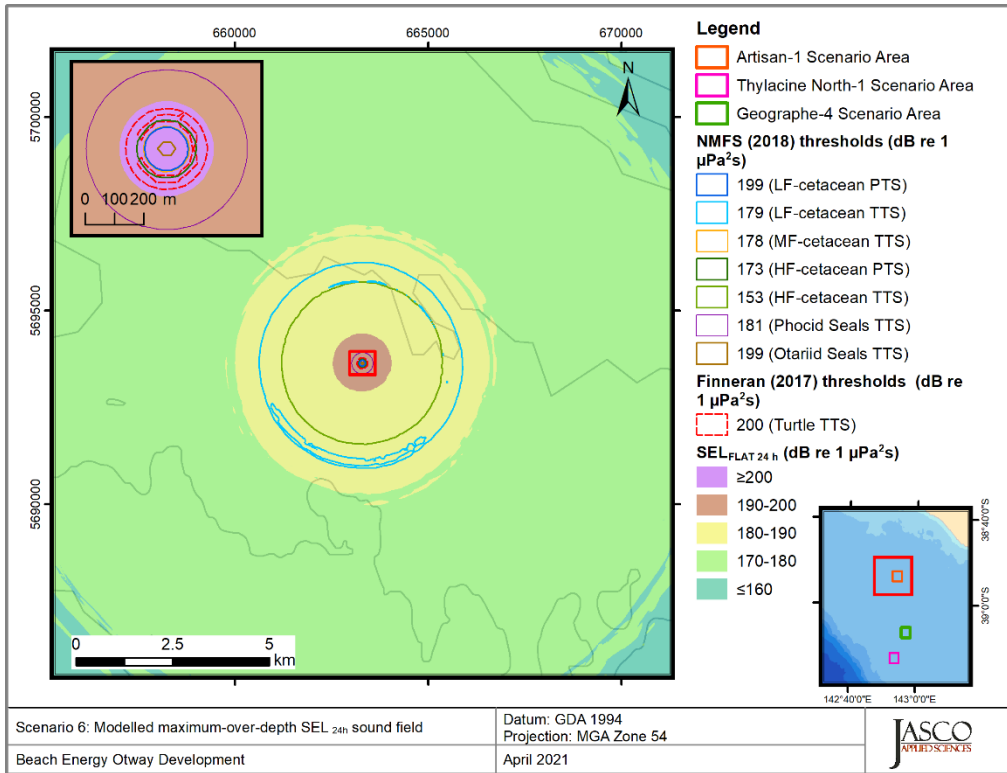 660000 665000 670000
5700000
5695000
5690000
N
0 100 200 m
0 2.5 5
km
Legend
Artisan-1 Scenario Area
Thylacine North-1 Scenario Area
Geographe-4 Scenario Area
NMFS (2018) thresholds (dB re 1
µPa²s)
199 (LF-cetacean PTS)
179 (LF-cetacean TTS)
178 (MF-cetacean TTS)
173 (HF-cetacean PTS)
153 (HF-cetacean TTS)
181 (Phocid Seals TTS)
199 (Otariid Seals TTS)
Finneran (2017) thresholds (dB re
1 µPa²s)
200 (Turtle TTS)
SEL FLAT 24 h (dB re 1 µPa²s)
≥200
190-200
180-190
170-180
≤160
38°40'S
39°0'S
142°40'E 143°0'E
Scenario 6: Modelled maximum-over-depth SEL 24h sound field
Datum: GDA 1994
Projection: MGA Zone 54
Beach Energy Otway Development
April 2021
JASCO
APPLIED SCIENCES